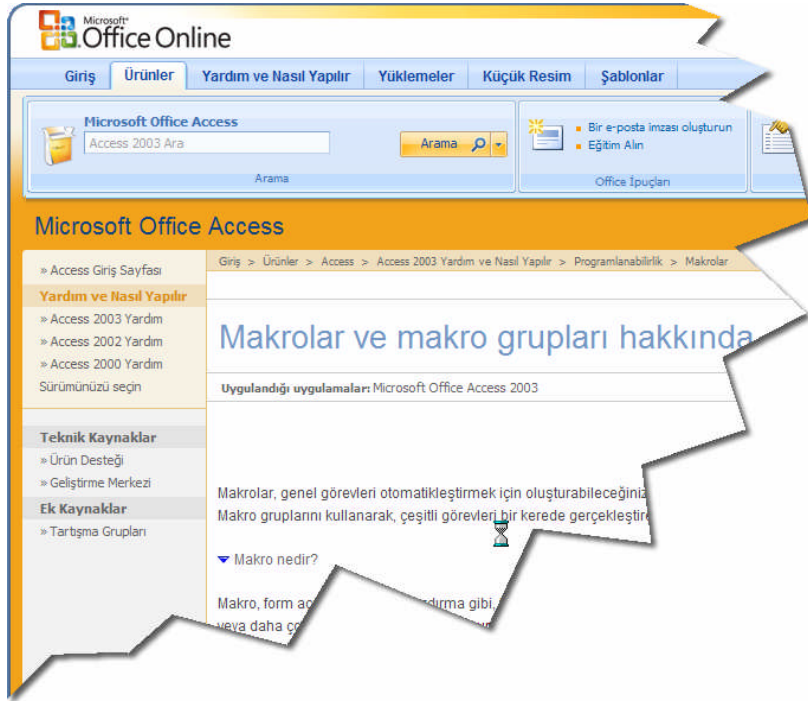 Microsoft®
Office Online
Giriş Ürünler Yardım ve Nasıl Yapılır Yüklemeler Küçük Resim Şablonlar
Microsoft Office Access
Access 2003 Ara
Arama
Arama
Bir e-posta imzası oluşturun
Eğitim Alın
Office İpuçları
Microsoft Office Access
» Access Giriş Sayfası
Yardım ve Nasıl Yapılır
» Access 2003 Yardım
» Access 2002 Yardım
» Access 2000 Yardım
Sürümünüzü seçin
Teknik Kaynaklar
» Ürün Desteği
» Geliştirme Merkezi
Ek Kaynaklar
» Tartışma Grupları
Giriş > Ürünler > Access > Access 2003 Yardım ve Nasıl Yapılır > Programlanabilirlik > Makrolar
Makrolar ve makro grupları hakkında
Uygulandığı uygulamalar: Microsoft Office Access 2003
Makrolar, genel görevleri otomatikleştirmek için oluşturabileceğiniz
Makro gruplarını kullanarak, çeşitli görevleri bir kerede
Makro nedir?
Makro, form gibi,
veya daha